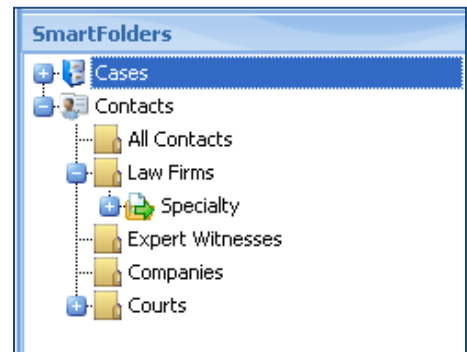 SmartFolders
Cases
Contacts
All Contacts
Law Firms
Specialty
Expert Witnesses
Companies
Courts